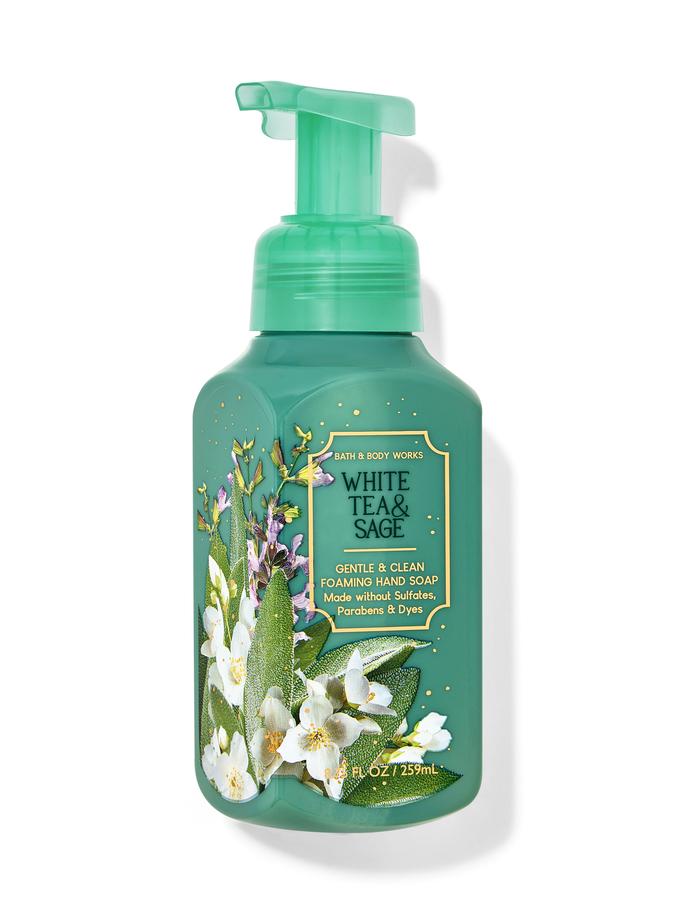 BATH & BODY WORKS
WHITE
TEA &
SAGE
GENTLE & CLEAN
FOAMING HAND SOAP
Made without Sulfates,
Parabens & Dyes
FL OZ / 259mL